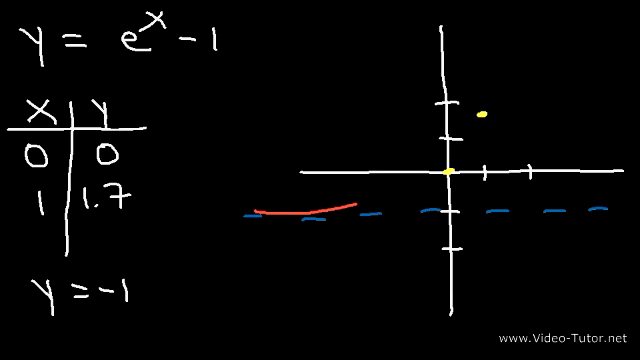 y = e^x - 1
X Y
0 0
1 1.7
y = -1
www.Video-Tutor.net